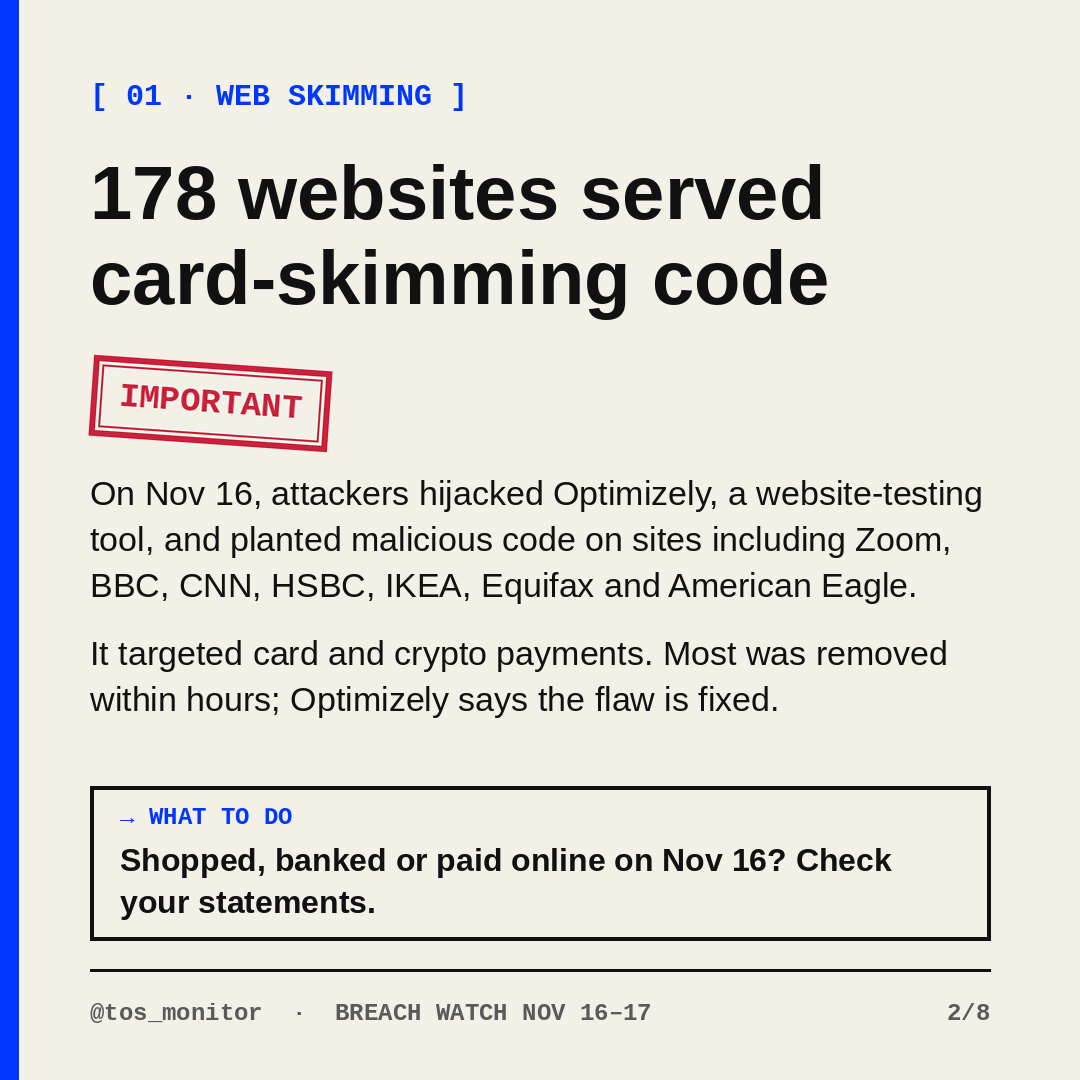 [ 01 · WEB SKIMMING ]
178 websites served
card-skimming code
IMPORTANT
On Nov 16, attackers hijacked Optimizely, a website-testing
tool, and planted malicious code on sites including Zoom,
BBC, CNN, HSBC, IKEA, Equifax and American Eagle.
It targeted card and crypto payments. Most was removed
within hours; Optimizely says the flaw is fixed.
→ WHAT TO DO
Shopped, banked or paid online on Nov 16? Check
your statements.
@tos_monitor · BREACH WATCH NOV 16–17 2/8